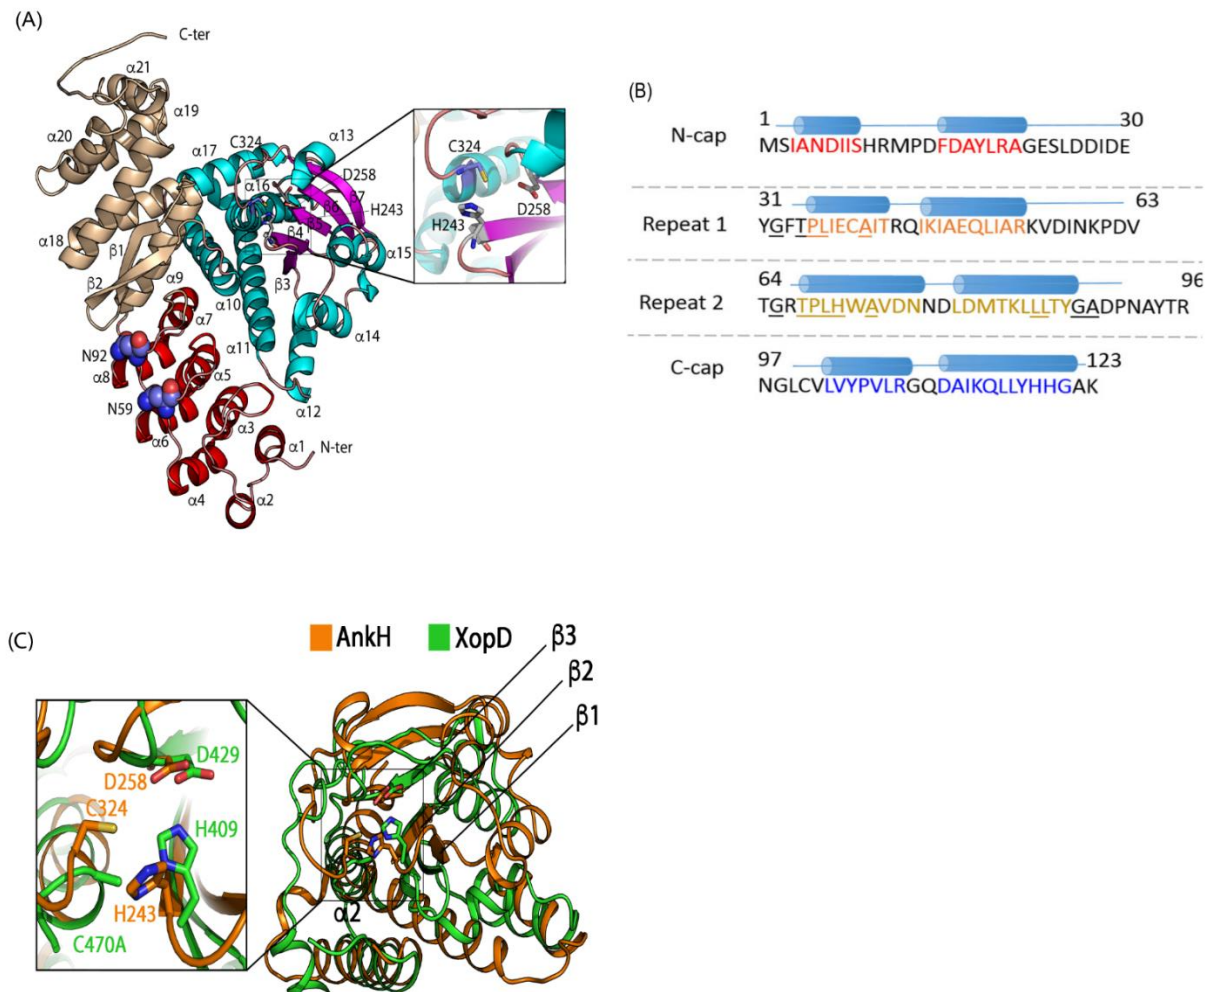 (A)
C-ter
α21
α19
α20
α17
C324
α13
α16
D258
β7
β6
H243
β5
β4
α18
β1
α15
β2
α9
β3
α10
α7
α14
N92
α11
α8
α5
N59
α12
α3
α6
α1
N-ter
α4
α2
C324
D258
H243
(B)
1 30
N-cap
MSIANDIISHRMPDFDAYLRAGESLDDIDE
31 63
Repeat 1
YGFTPLIECAITRQIKIAEQLIARKVDINKPDV
64 96
Repeat 2
TGRTPLHWAVDNNDLDMTKLLLTYGADPNAYTR
97 123
C-cap
NGLCVLVYPVLRGQDAIKQLLYHHGAK
(C)
AnkH XopD
β3
β2
β1
D429
D258
C324
H409
H243
C470A
α2